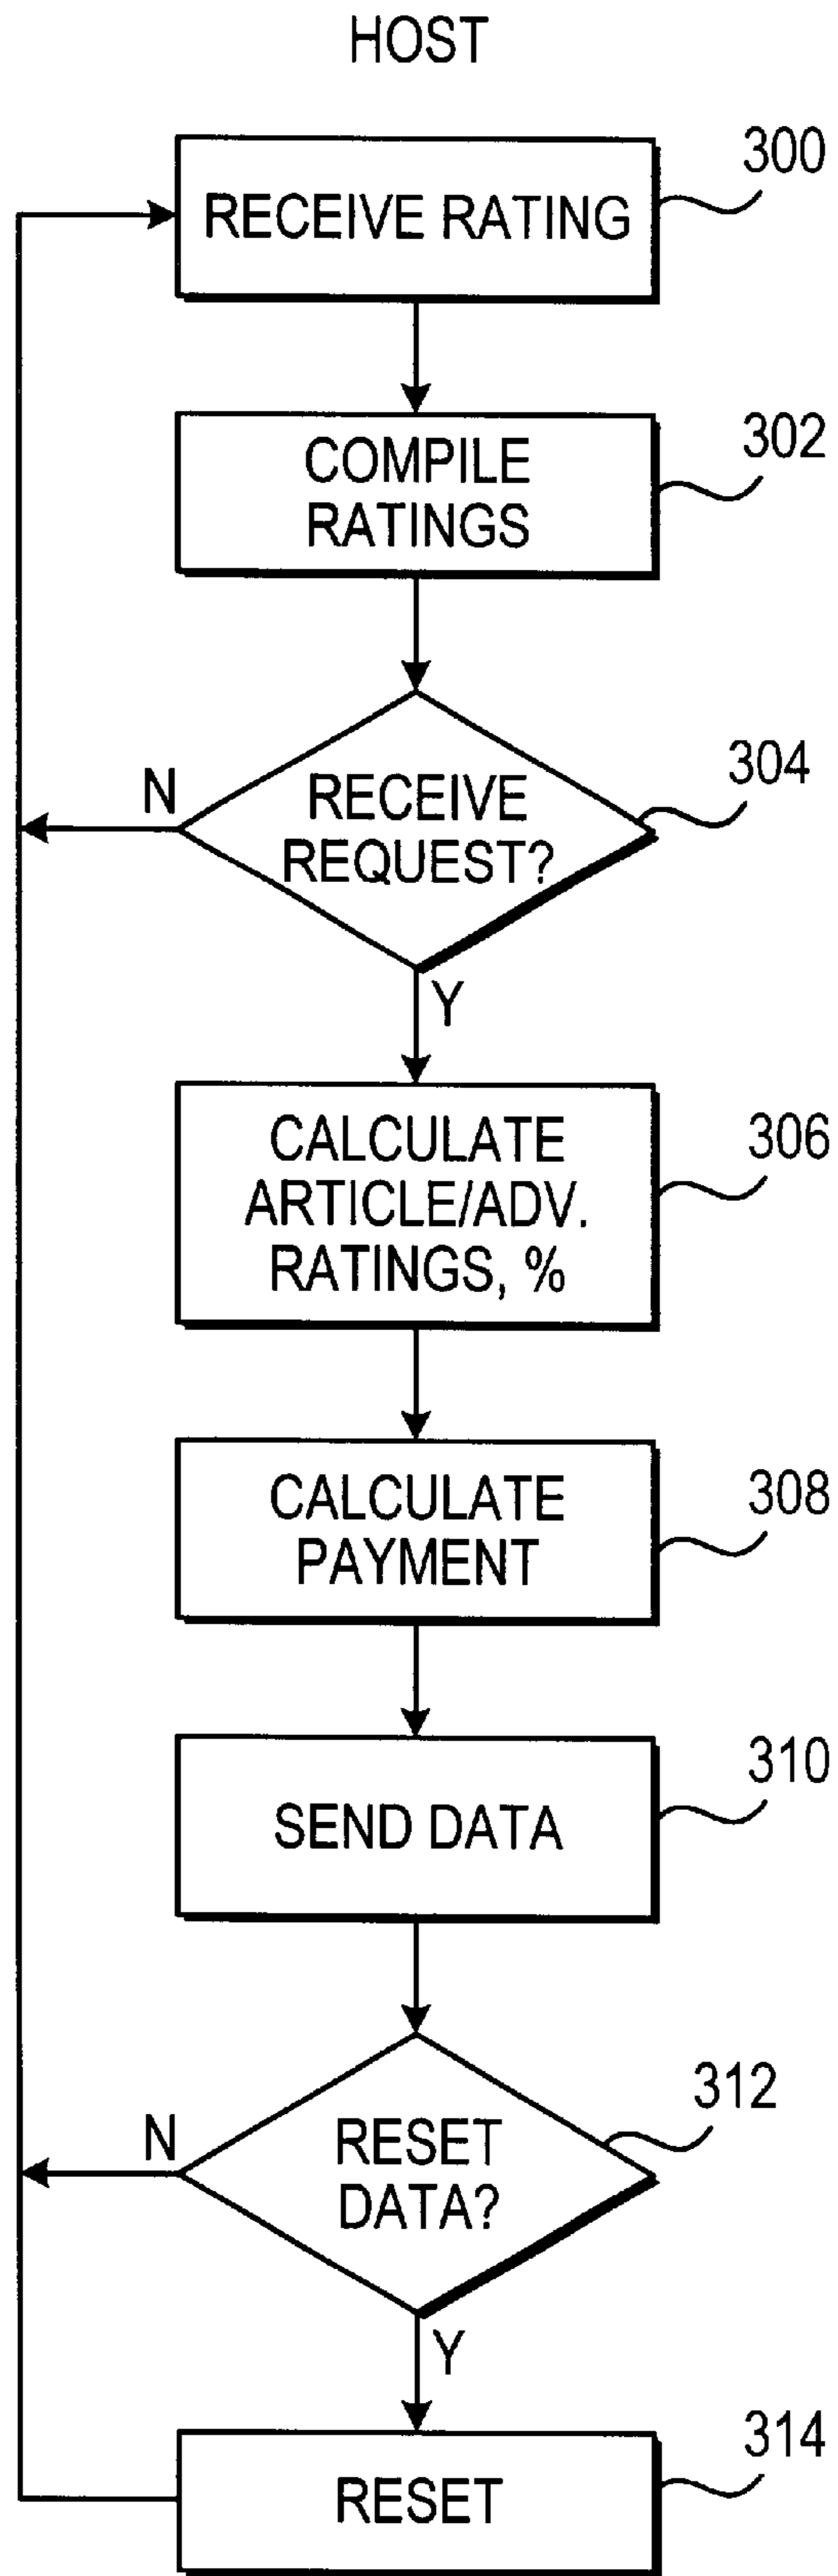 HOST
300
RECEIVE RATING
302
COMPILE
RATINGS
304
N
RECEIVE
REQUEST?
Y
306
CALCULATE
ARTICLE/ADV.
RATINGS, %
308
CALCULATE
PAYMENT
310
SEND DATA
312
N
RESET
DATA?
Y
314
RESET